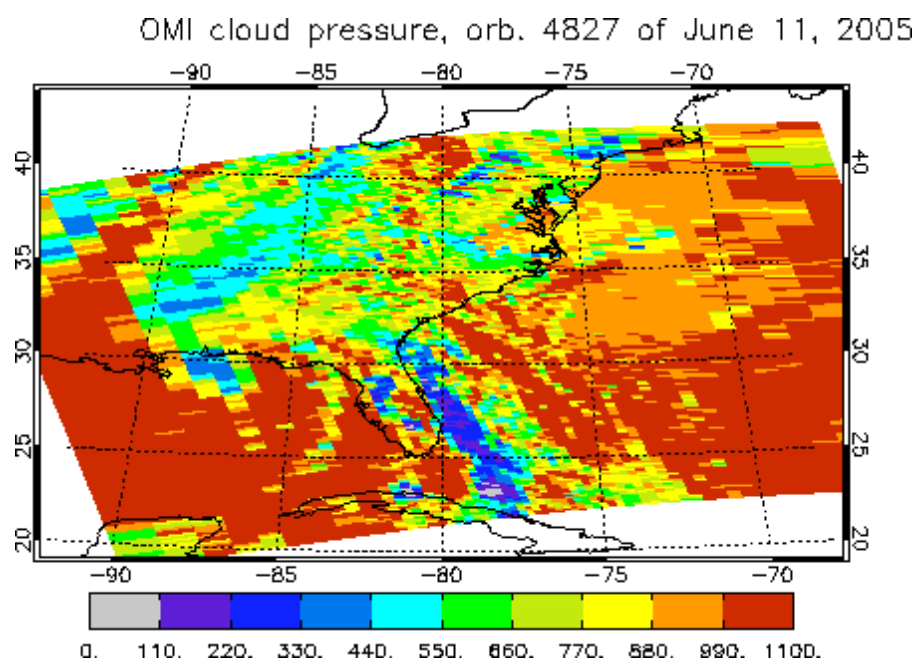 OMI cloud pressure, orb. 4827 of June 11, 2005
-90 -85 -80 -75 -70
40 40
35 35
30 30
25 25
20 20
-90 -85 -80 -75 -70
0. 110. 220. 330. 440. 550. 660. 770. 880. 990. 1100.